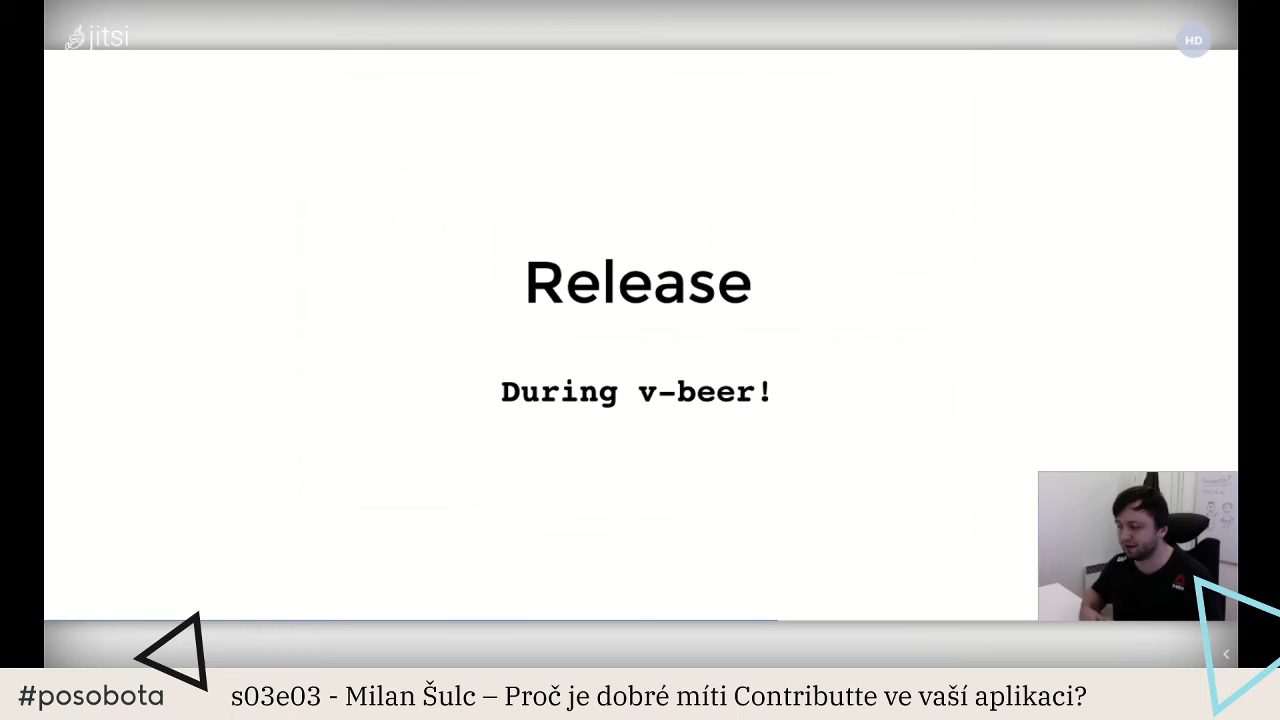 jitsi
HD
Release
During v-beer!
#posobota
s03e03 - Milan Šulc – Proč je dobré míti Contributte ve vaší aplikaci?